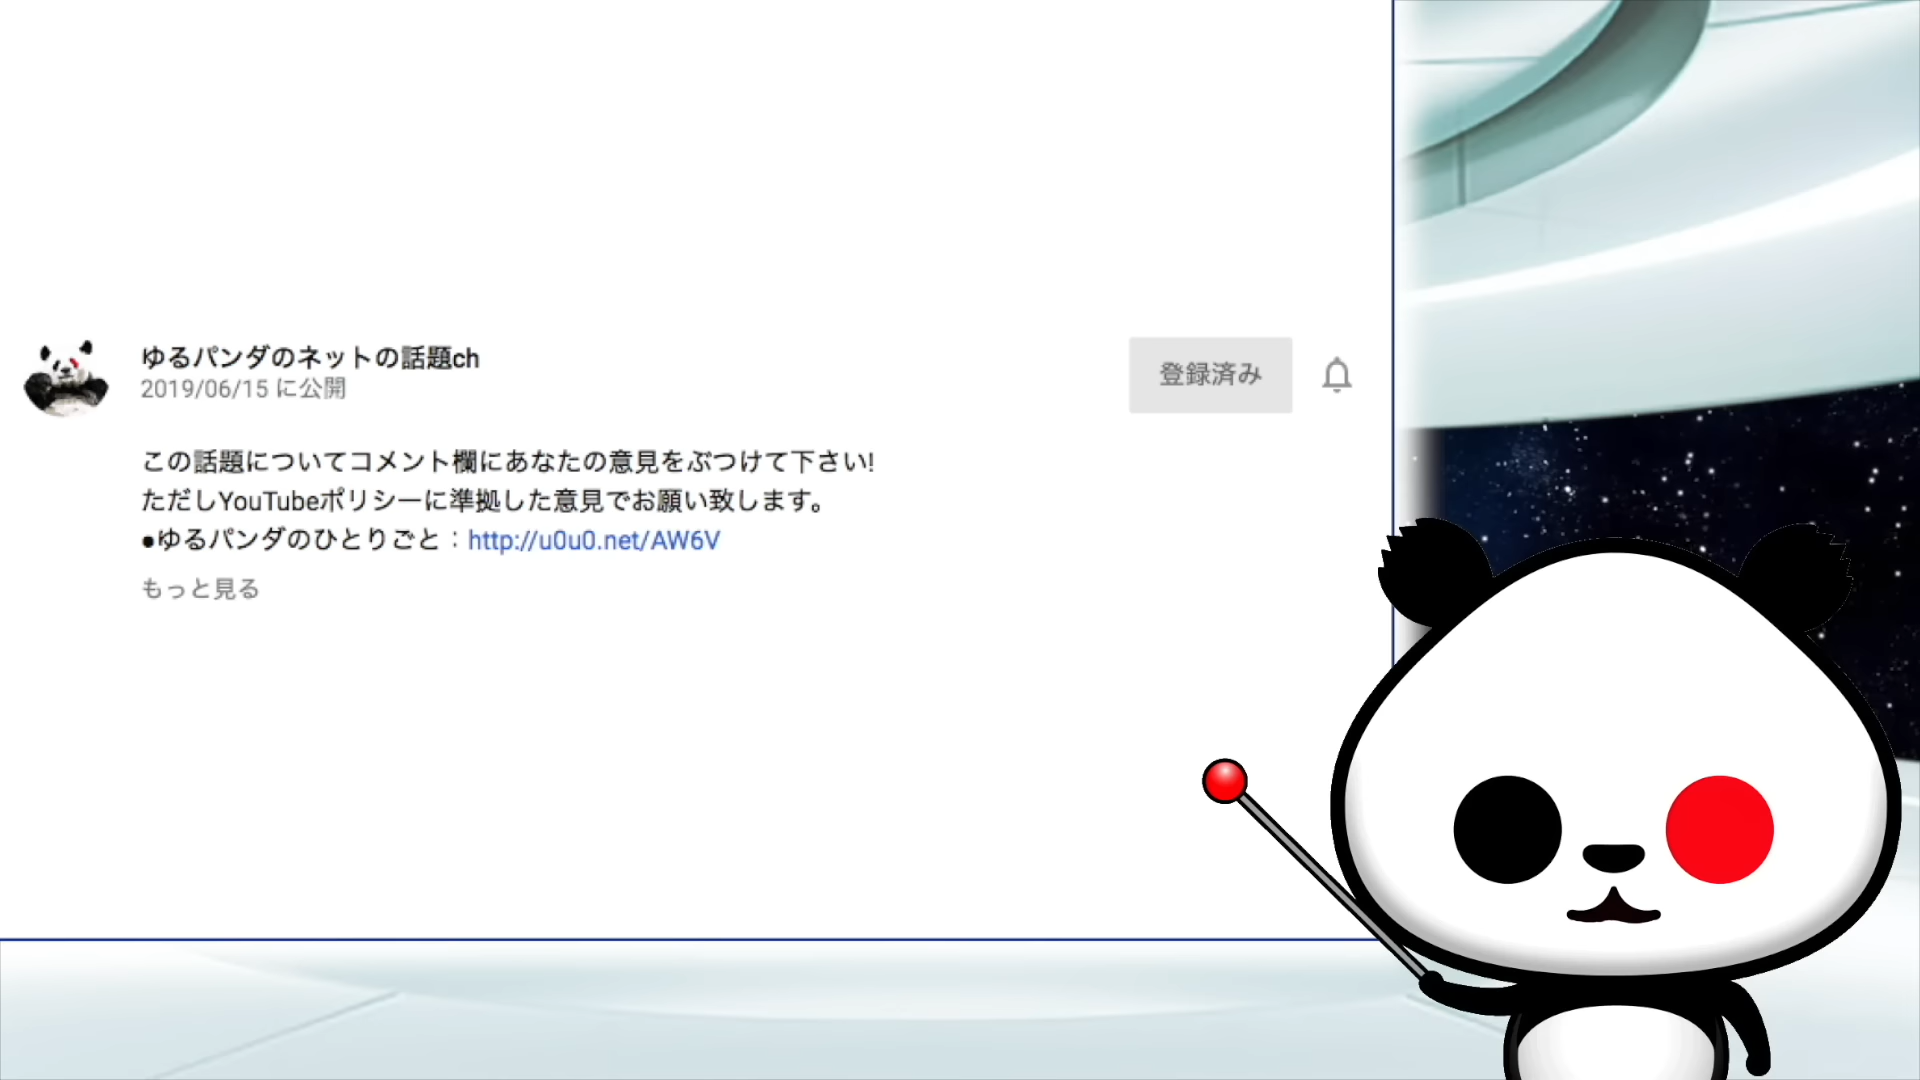 ゆるパンダのネットの話題ch
2019/06/15 に公開
登録済み
この話題についてコメント欄にあなたの意見をぶつけて下さい!
ただしYouTubeポリシーに準拠した意見でお願い致します。
●ゆるパンダのひとりごと：http://u0u0.net/AW6V
もっと見る